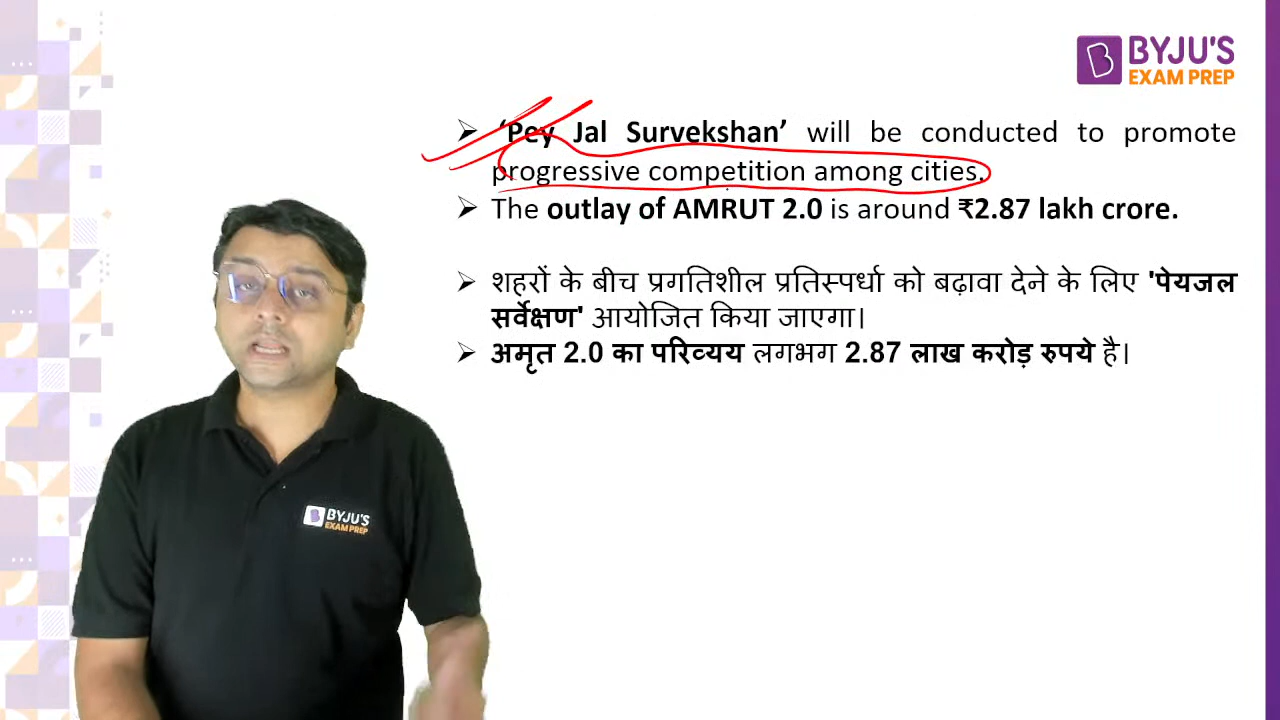 BYJU'S
EXAM PREP
➢ ‘Pey Jal Survekshan’ will be conducted to promote
progressive competition among cities.
➢ The outlay of AMRUT 2.0 is around ₹2.87 lakh crore.
➢ शहरों के बीच प्रगतिशील प्रतिस्पर्धा को बढ़ावा देने के लिए 'पेयजल
सर्वेक्षण' आयोजित किया जाएगा।
➢ अमृत 2.0 का परिव्यय लगभग 2.87 लाख करोड़ रुपये है।
BYJU'S
EXAM PREP